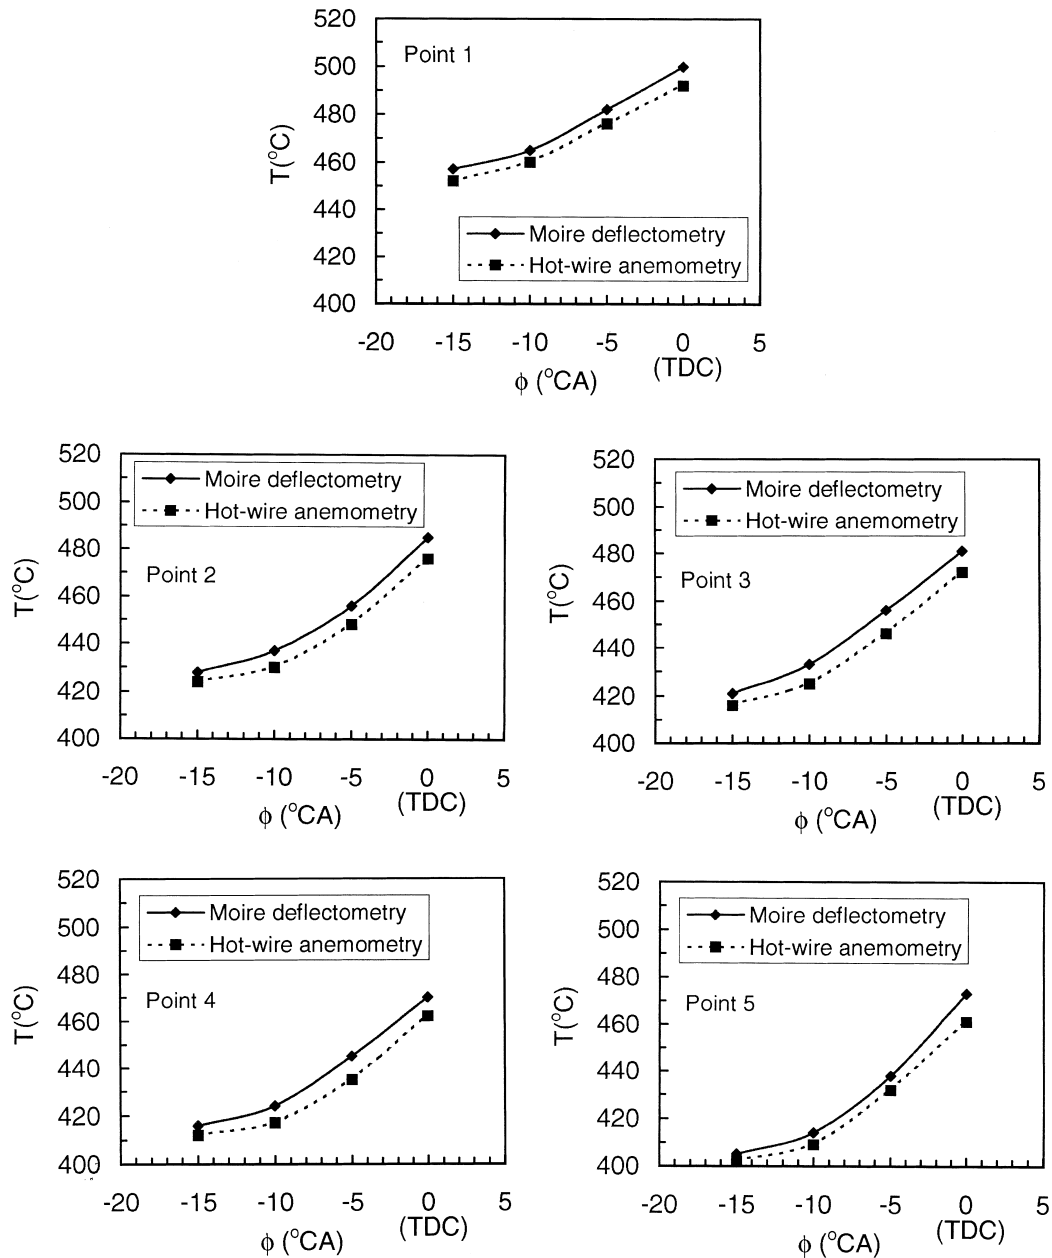 520
500
480
460
440
420
400
T(°C)
Point 1
Moire deflectometry
Hot-wire anemometry
-20 -15 -10 -5 0 5
(TDC)
ϕ (°CA)
520
500
480
460
440
420
400
T(°C)
Moire deflectometry
Hot-wire anemometry
Point 2
-20 -15 -10 -5 0 5
(TDC)
ϕ (°CA)
520
500
480
460
440
420
400
T(°C)
Moire deflectometry
Hot-wire anemometry
Point 3
-20 -15 -10 -5 0 5
(TDC)
ϕ (°CA)
520
500
480
460
440
420
400
T(°C)
Moire deflectometry
Hot-wire anemometry
Point 4
-20 -15 -10 -5 0 5
(TDC)
ϕ (°CA)
520
500
480
460
440
420
400
T(°C)
Moire deflectometry
Hot-wire anemometry
Point 5
-20 -15 -10 -5 0 5
(TDC)
ϕ (°CA)